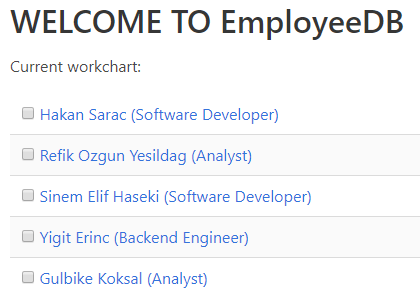 WELCOME TO EmployeeDB
Current workchart:
Hakan Sarac (Software Developer)
Refik Ozgun Yesildag (Analyst)
Sinem Elif Haseki (Software Developer)
Yigit Erinc (Backend Engineer)
Gulbike Koksal (Analyst)